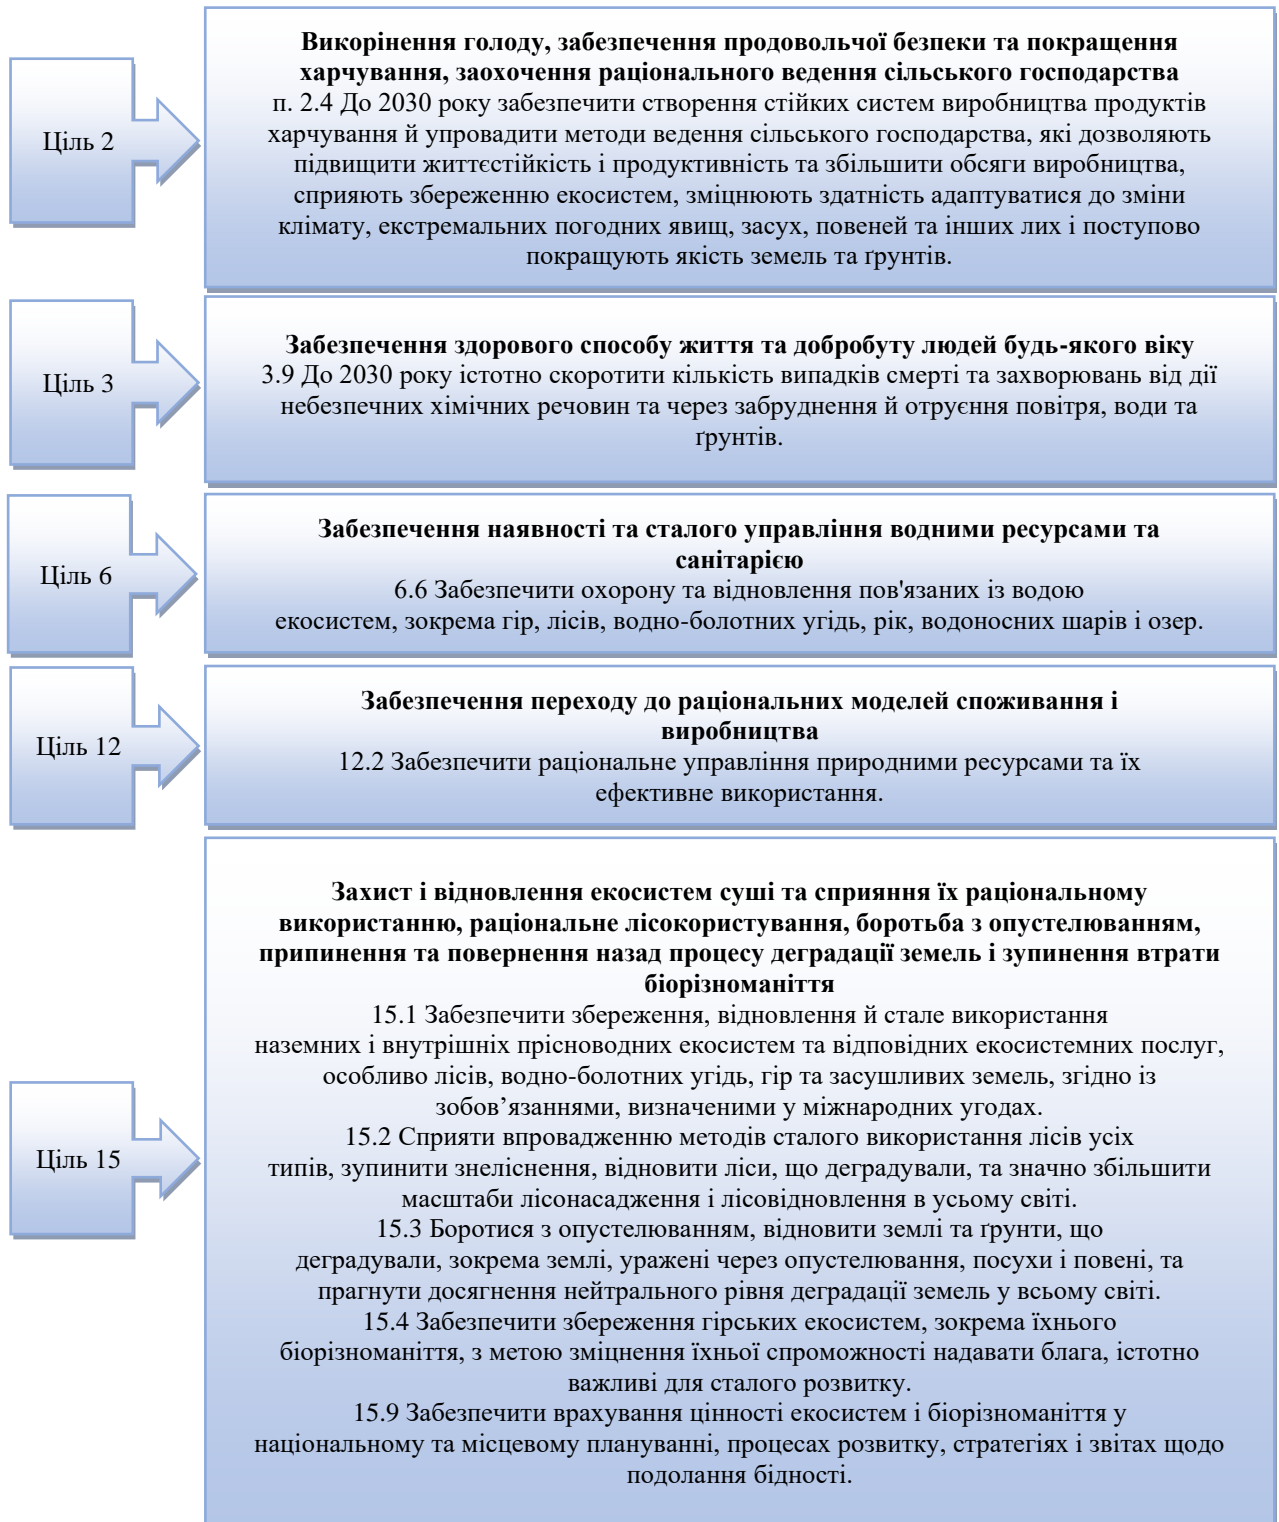 Ціль 2
Викорінення голоду, забезпечення продовольчої безпеки та покращення
харчування, заохочення раціонального ведення сільського господарства
п. 2.4 До 2030 року забезпечити створення стійких систем виробництва продуктів
харчування й упровадити методи ведення сільського господарства, які дозволяють
підвищити життєстійкість і продуктивність та збільшити обсяги виробництва,
сприяють збереженню екосистем, зміцнюють здатність адаптуватися до зміни
клімату, екстремальних погодних явищ, засух, повеней та інших лих і поступово
покращують якість земель та ґрунтів.
Ціль 3
Забезпечення здорового способу життя та добробуту людей будь-якого віку
3.9 До 2030 року істотно скоротити кількість випадків смерті та захворювань від дії
небезпечних хімічних речовин та через забруднення й отруєння повітря, води та
ґрунтів.
Ціль 6
Забезпечення наявності та сталого управління водними ресурсами та
санітарією
6.6 Забезпечити охорону та відновлення пов'язаних із водою
екосистем, зокрема гір, лісів, водно-болотних угідь, рік, водоносних шарів і озер.
Ціль 12
Забезпечення переходу до раціональних моделей споживання і
виробництва
12.2 Забезпечити раціональне управління природними ресурсами та їх
ефективне використання.
Ціль 15
Захист і відновлення екосистем суші та сприяння їх раціональному
використанню, раціональне лісокористування, боротьба з опустелюванням,
припинення та повернення назад процесу деградації земель і зупинення втрати
біорізноманіття
15.1 Забезпечити збереження, відновлення й стале використання
наземних і внутрішніх прісноводних екосистем та відповідних екосистемних послуг,
особливо лісів, водно-болотних угідь, гір та засушливих земель, згідно із
зобов’язаннями, визначеними у міжнародних угодах.
15.2 Сприяти впровадженню методів сталого використання лісів усіх
типів, зупинити знеліснення, відновити ліси, що деградували, та значно збільшити
масштаби лісонасадження і лісовідновлення в усьому світі.
15.3 Боротися з опустелюванням, відновити землі та ґрунти, що
деградували, зокрема землі, уражені через опустелювання, посухи і повені, та
прагнути досягнення нейтрального рівня деградації земель у всьому світі.
15.4 Забезпечити збереження гірських екосистем, зокрема їхнього
біорізноманіття, з метою зміцнення їхньої спроможності надавати блага, істотно
важливі для сталого розвитку.
15.9 Забезпечити врахування цінності екосистем і біорізноманіття у
національному та місцевому плануванні, процесах розвитку, стратегіях і звітах щодо
подолання бідності.